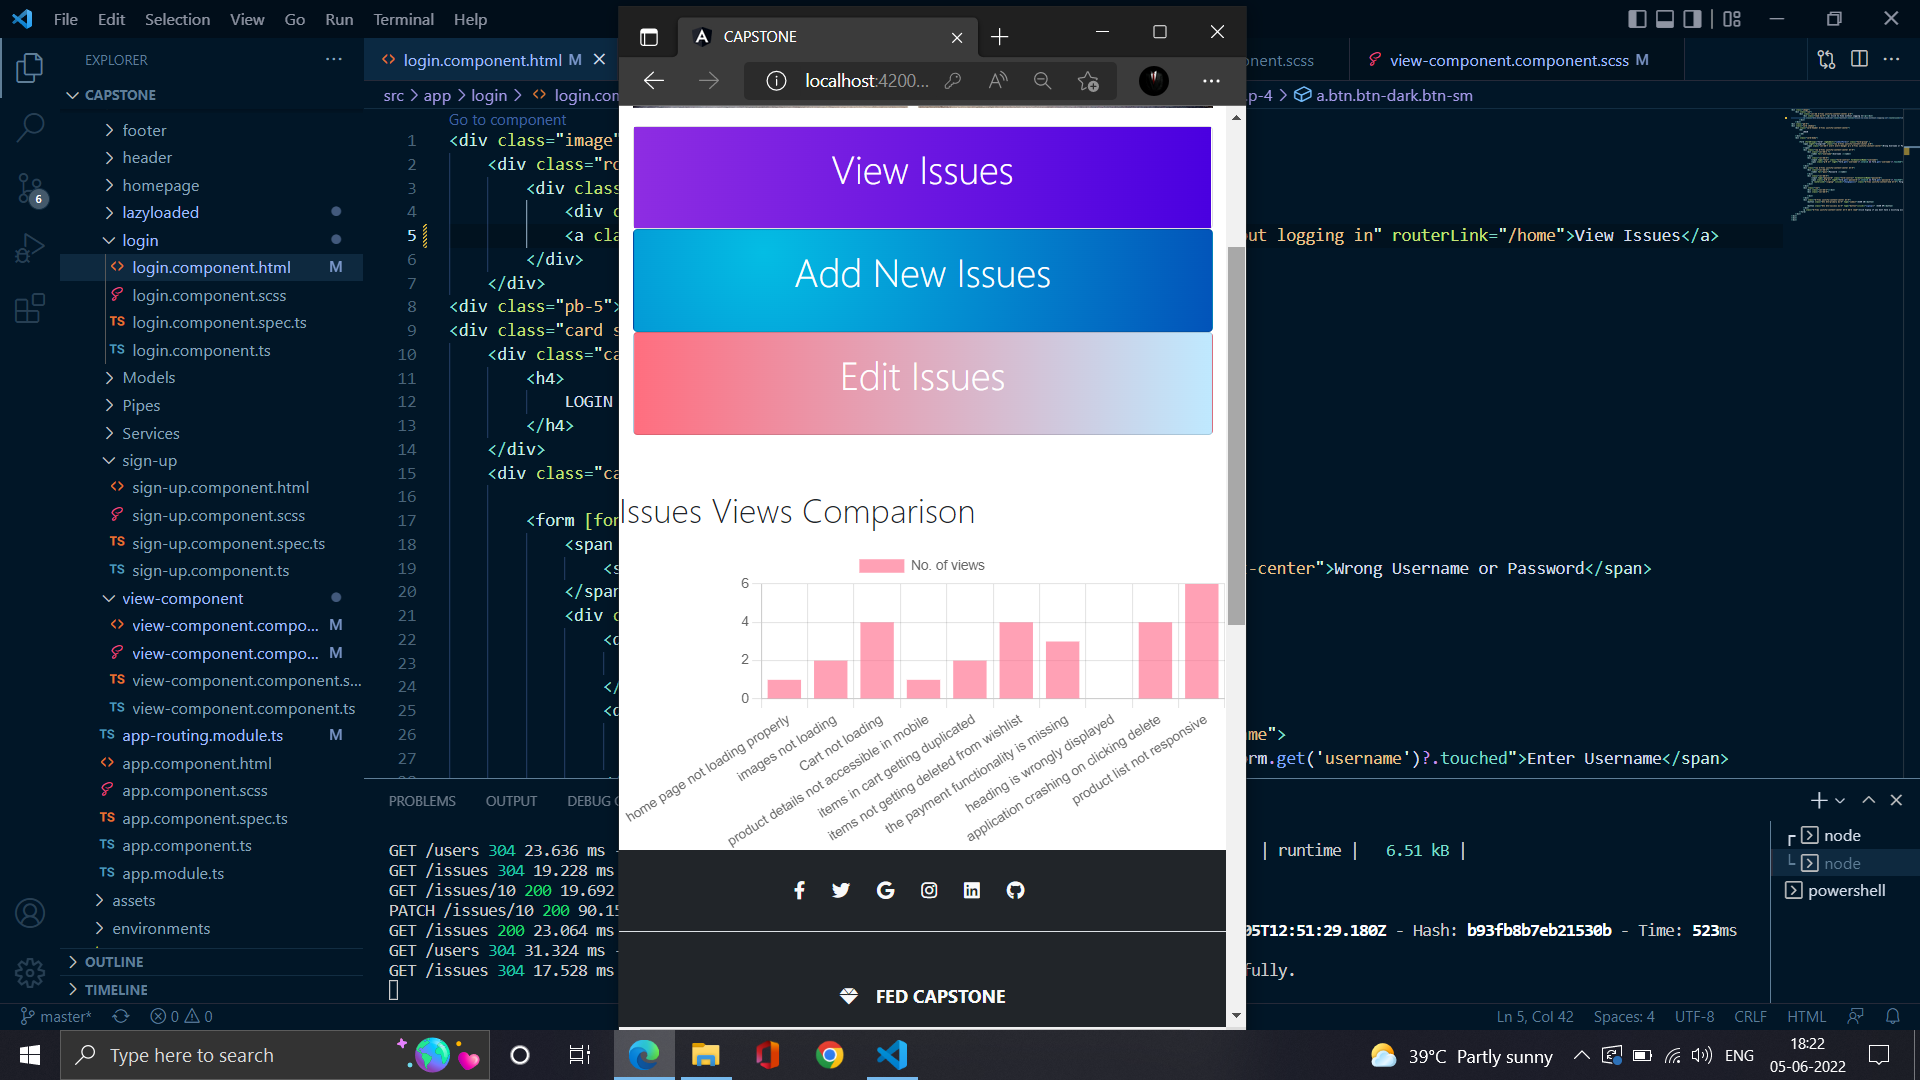 File Edit Selection View Go Run Terminal Help
EXPLORER
CAPSTONE
footer
header
homepage
lazyloaded
login
login.component.html M
login.component.scss
login.component.spec.ts
login.component.ts
Models
Pipes
Services
sign-up
sign-up.component.html
sign-up.component.scss
sign-up.component.spec.ts
sign-up.component.ts
view-component
view-component.compo... M
view-component.compo... M
view-component.component.s...
view-component.component.ts
app-routing.module.ts M
app.component.html
app.component.scss
app.component.spec.ts
app.component.ts
app.module.ts
assets
environments
OUTLINE
TIMELINE
6
login.component.html M
nent.scss
view-component.component.scss M
src > app > login > login.con
p-4 > a.btn.btn-dark.btn-sm
Go to component
1 <div class="image"
2 <div class="ro
3 <div clas
4 <div c
5 <a cla
ut logging in" routerLink="/home">View Issues</a>
6 </div>
7 </div>
8 <div class="pb-5">
9 <div class="card s
10 <div class="ca
11 <h4>
12 LOGIN
13 </h4>
14 </div>
15 <div class="ca
16
17 <form [for
18 <span
19 <s
-center">Wrong Username or Password</span>
20 </span
21 <div c
22 <d
23
24 </
25 <d
26
me">
27
rm.get('username')?.touched">Enter Username</span>
PROBLEMS OUTPUT DEBUG C
GET /users 304 23.636 ms -
GET /issues 304 19.228 ms
GET /issues/10 200 19.692
PATCH /issues/10 200 90.15
GET /issues 200 23.064 ms
GET /users 304 31.324 ms -
GET /issues 304 17.528 ms
| runtime | 6.51 kB |
05T12:51:29.180Z - Hash: b93fb8b7eb21530b - Time: 523ms
fully.
node
node
powershell
CAPSTONE
localhost:4200...
View Issues
Add New Issues
Edit Issues
Issues Views Comparison
No. of views
6
4
2
0
home page not loading properly
images not loading
Cart not loading
product details not accessible in mobile
items in cart getting duplicated
items not getting deleted from wishlist
the payment functionality is missing
heading is wrongly displayed
application crashing on clicking delete
product list not responsive
FED CAPSTONE
master* 0 0
Ln 5, Col 42 Spaces: 4 UTF-8 CRLF HTML
Type here to search
39°C Partly sunny ENG
18:22
05-06-2022